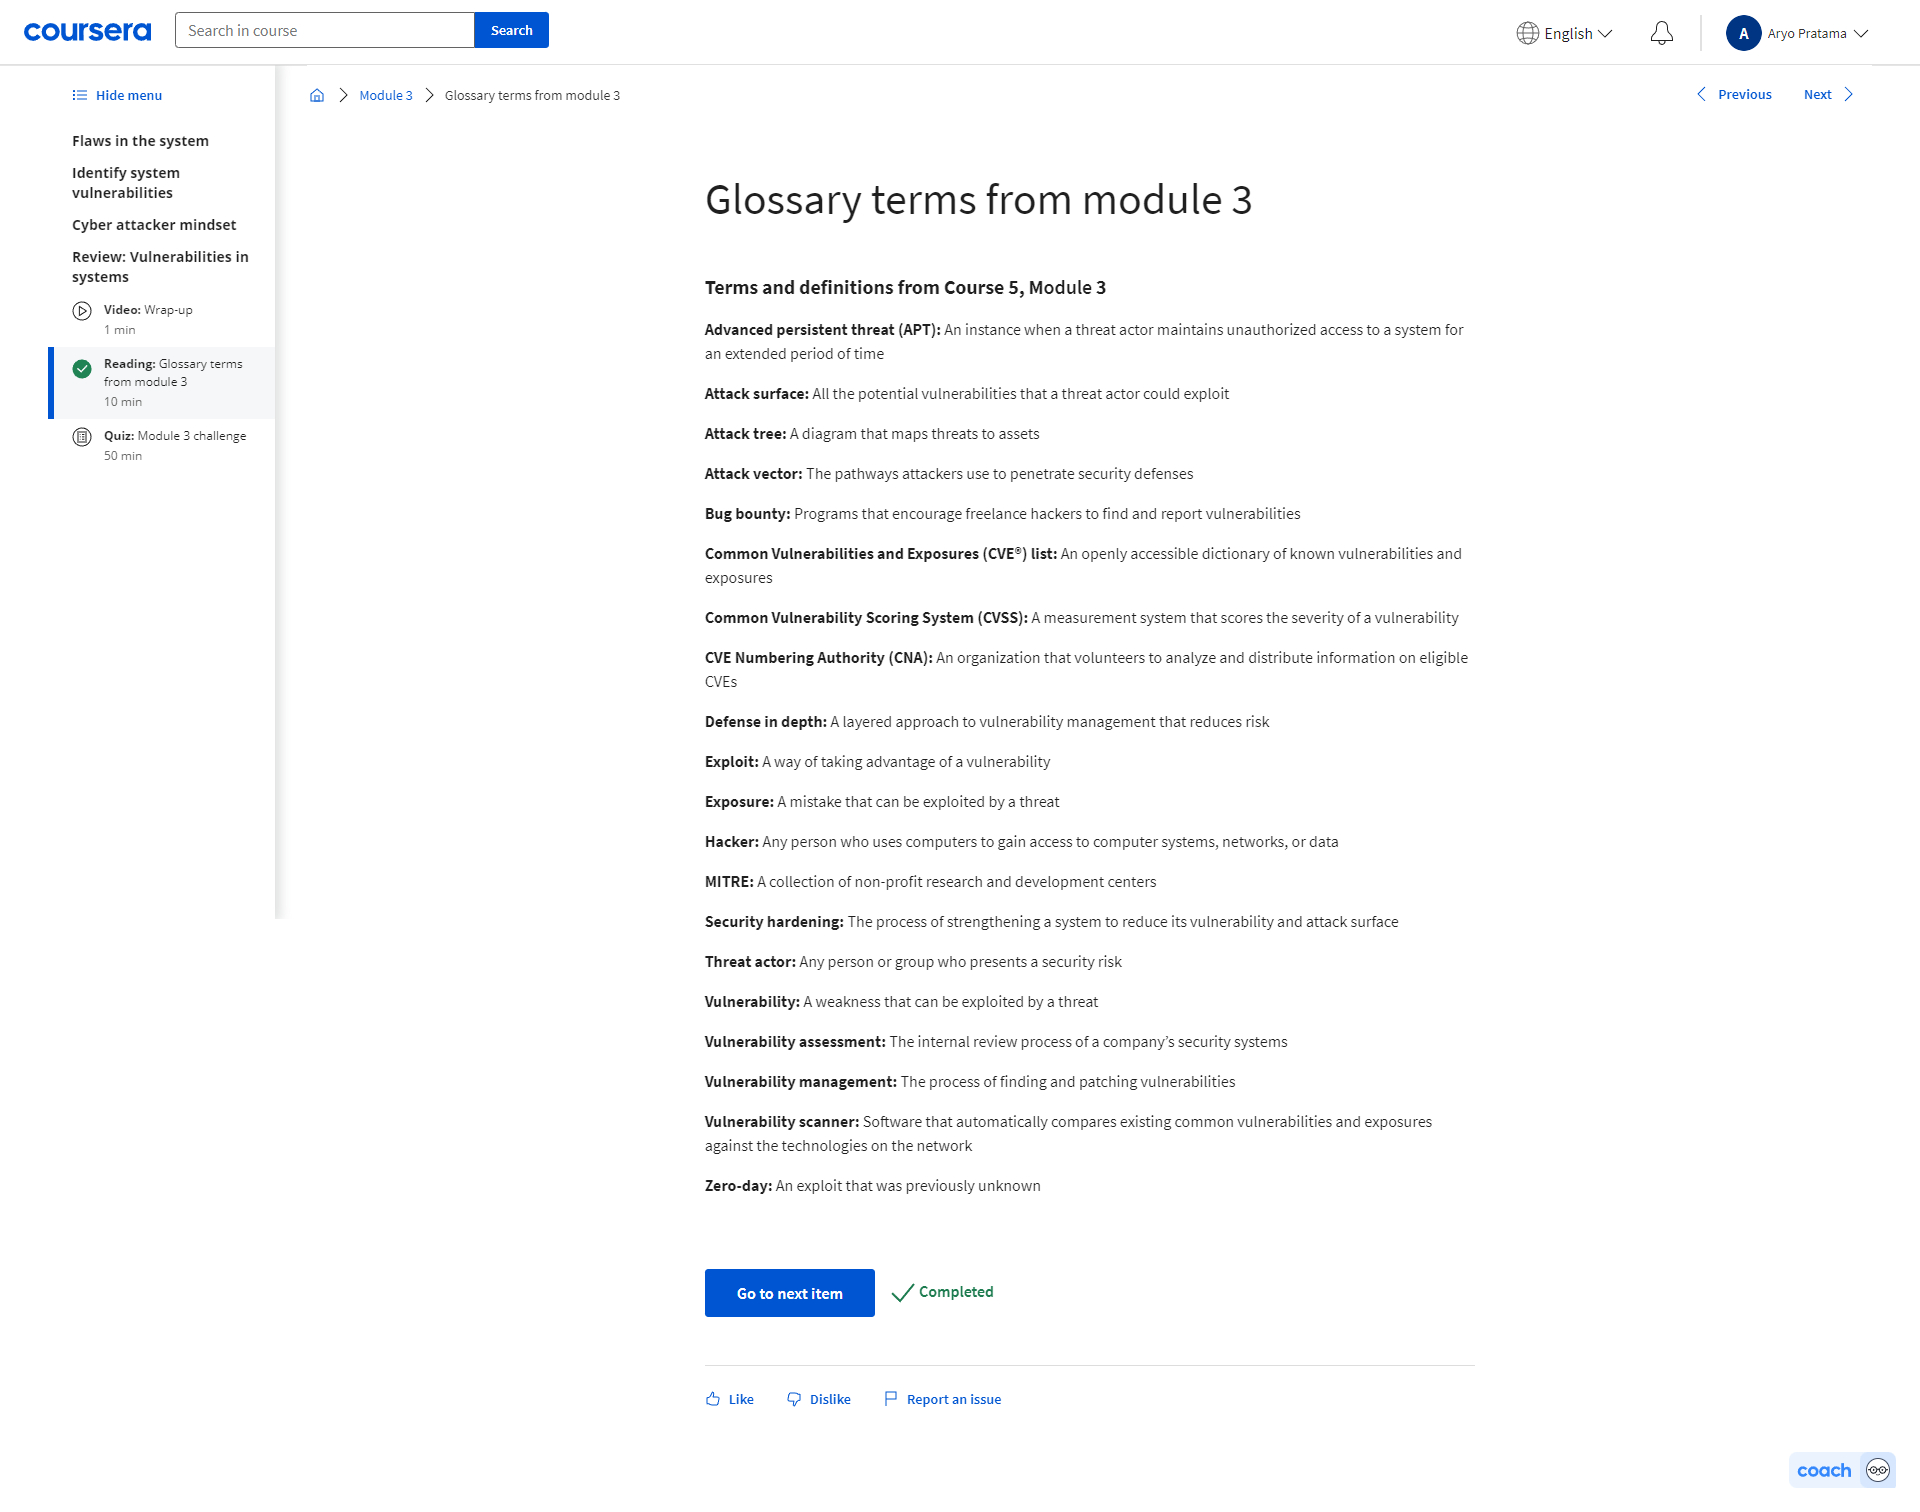 coursera
Search in course
Search
English
A
Aryo Pratama
Hide menu
Module 3
Glossary terms from module 3
Previous
Next
Flaws in the system
Identify system
vulnerabilities
Cyber attacker mindset
Review: Vulnerabilities in
systems
Video: Wrap-up
1 min
Reading: Glossary terms
from module 3
10 min
Quiz: Module 3 challenge
50 min
Glossary terms from module 3
Terms and definitions from Course 5, Module 3
Advanced persistent threat (APT): An instance when a threat actor maintains unauthorized access to a system for
an extended period of time
Attack surface: All the potential vulnerabilities that a threat actor could exploit
Attack tree: A diagram that maps threats to assets
Attack vector: The pathways attackers use to penetrate security defenses
Bug bounty: Programs that encourage freelance hackers to find and report vulnerabilities
Common Vulnerabilities and Exposures (CVE®) list: An openly accessible dictionary of known vulnerabilities and
exposures
Common Vulnerability Scoring System (CVSS): A measurement system that scores the severity of a vulnerability
CVE Numbering Authority (CNA): An organization that volunteers to analyze and distribute information on eligible
CVEs
Defense in depth: A layered approach to vulnerability management that reduces risk
Exploit: A way of taking advantage of a vulnerability
Exposure: A mistake that can be exploited by a threat
Hacker: Any person who uses computers to gain access to computer systems, networks, or data
MITRE: A collection of non-profit research and development centers
Security hardening: The process of strengthening a system to reduce its vulnerability and attack surface
Threat actor: Any person or group who presents a security risk
Vulnerability: A weakness that can be exploited by a threat
Vulnerability assessment: The internal review process of a company’s security systems
Vulnerability management: The process of finding and patching vulnerabilities
Vulnerability scanner: Software that automatically compares existing common vulnerabilities and exposures
against the technologies on the network
Zero-day: An exploit that was previously unknown
Go to next item
Completed
Like
Dislike
Report an issue
coach